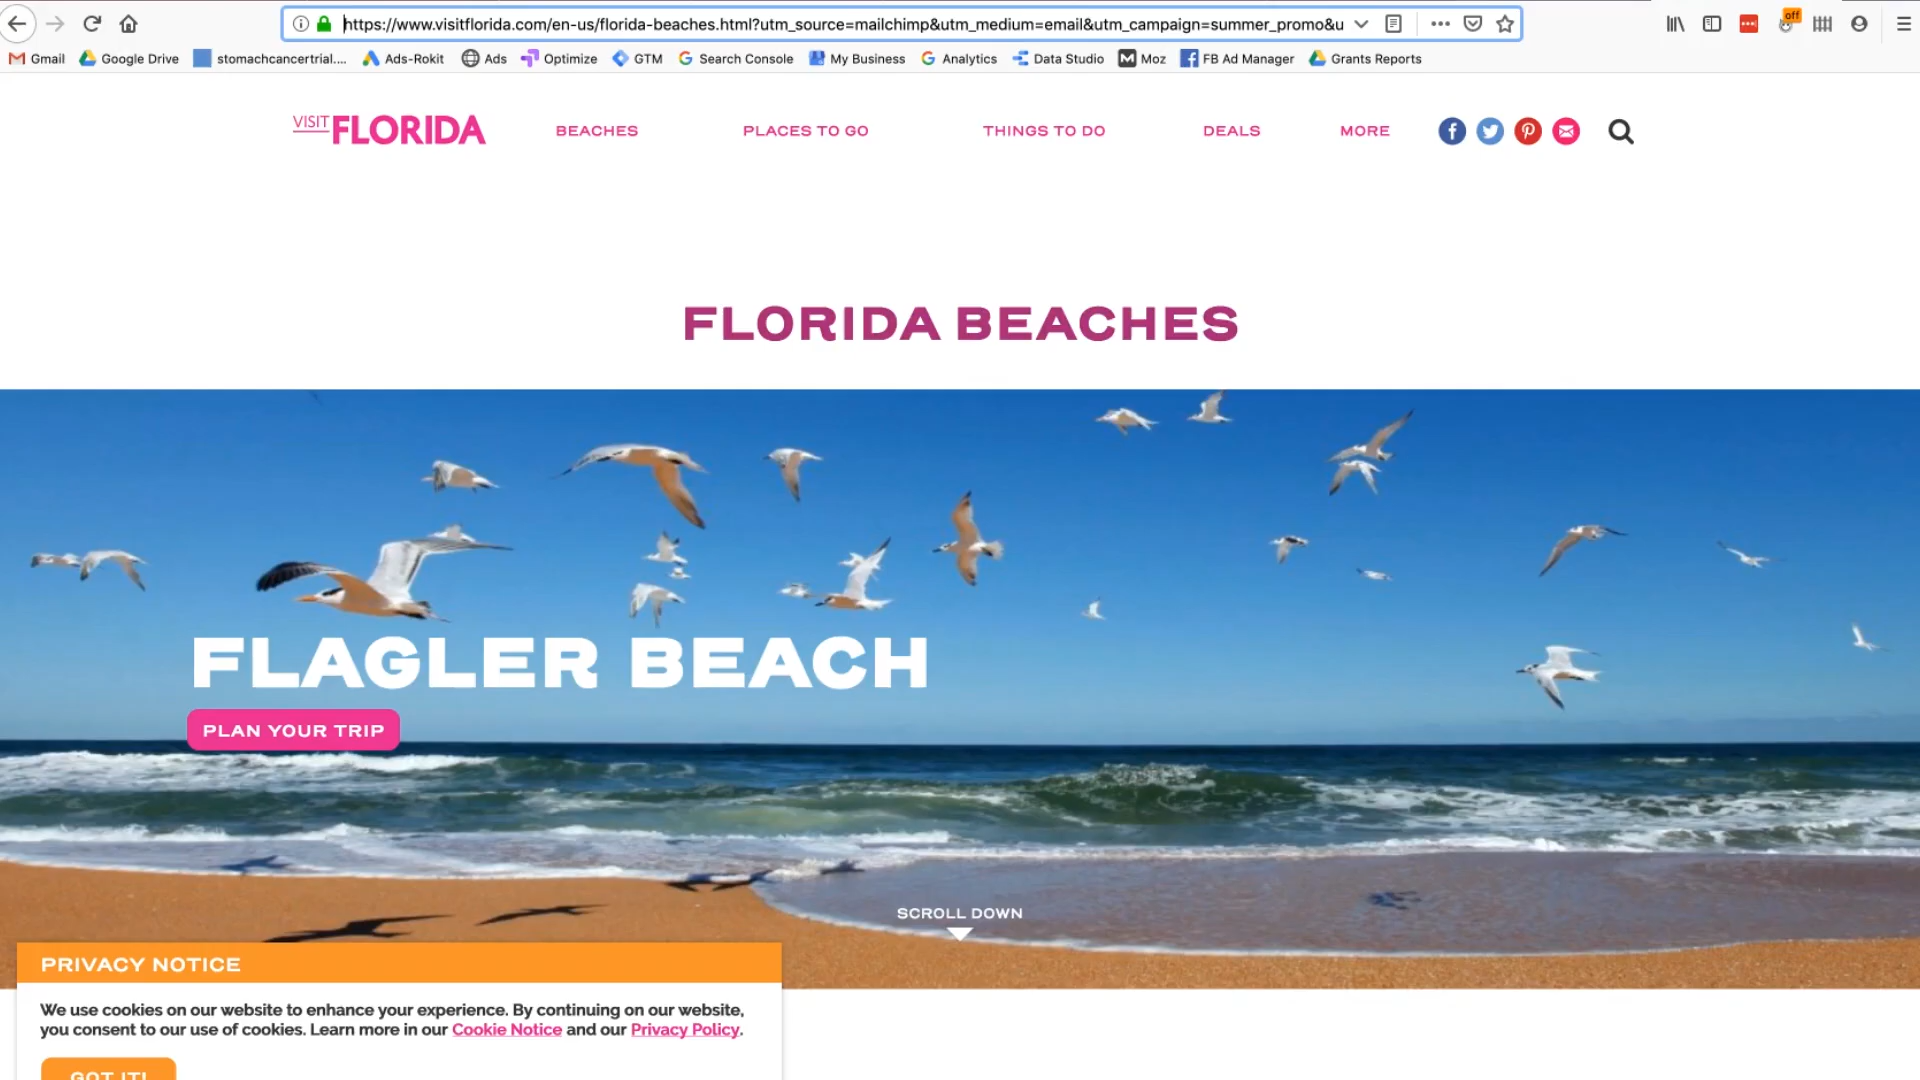 https://www.visitflorida.com/en-us/florida-beaches.html?utm_source=mailchimp&utm_medium=email&utm_campaign=summer_promo&u
off
Gmail Google Drive stomachcancertrial.... Ads-Rokit Ads Optimize GTM Search Console My Business Analytics Data Studio Moz FB Ad Manager Grants Reports
VISIT FLORIDA BEACHES PLACES TO GO THINGS TO DO DEALS MORE
FLORIDA BEACHES
FLAGLER BEACH
PLAN YOUR TRIP
SCROLL DOWN
PRIVACY NOTICE
We use cookies on our website to enhance your experience. By continuing on our website,
you consent to our use of cookies. Learn more in our Cookie Notice and our Privacy Policy.
GOT IT!